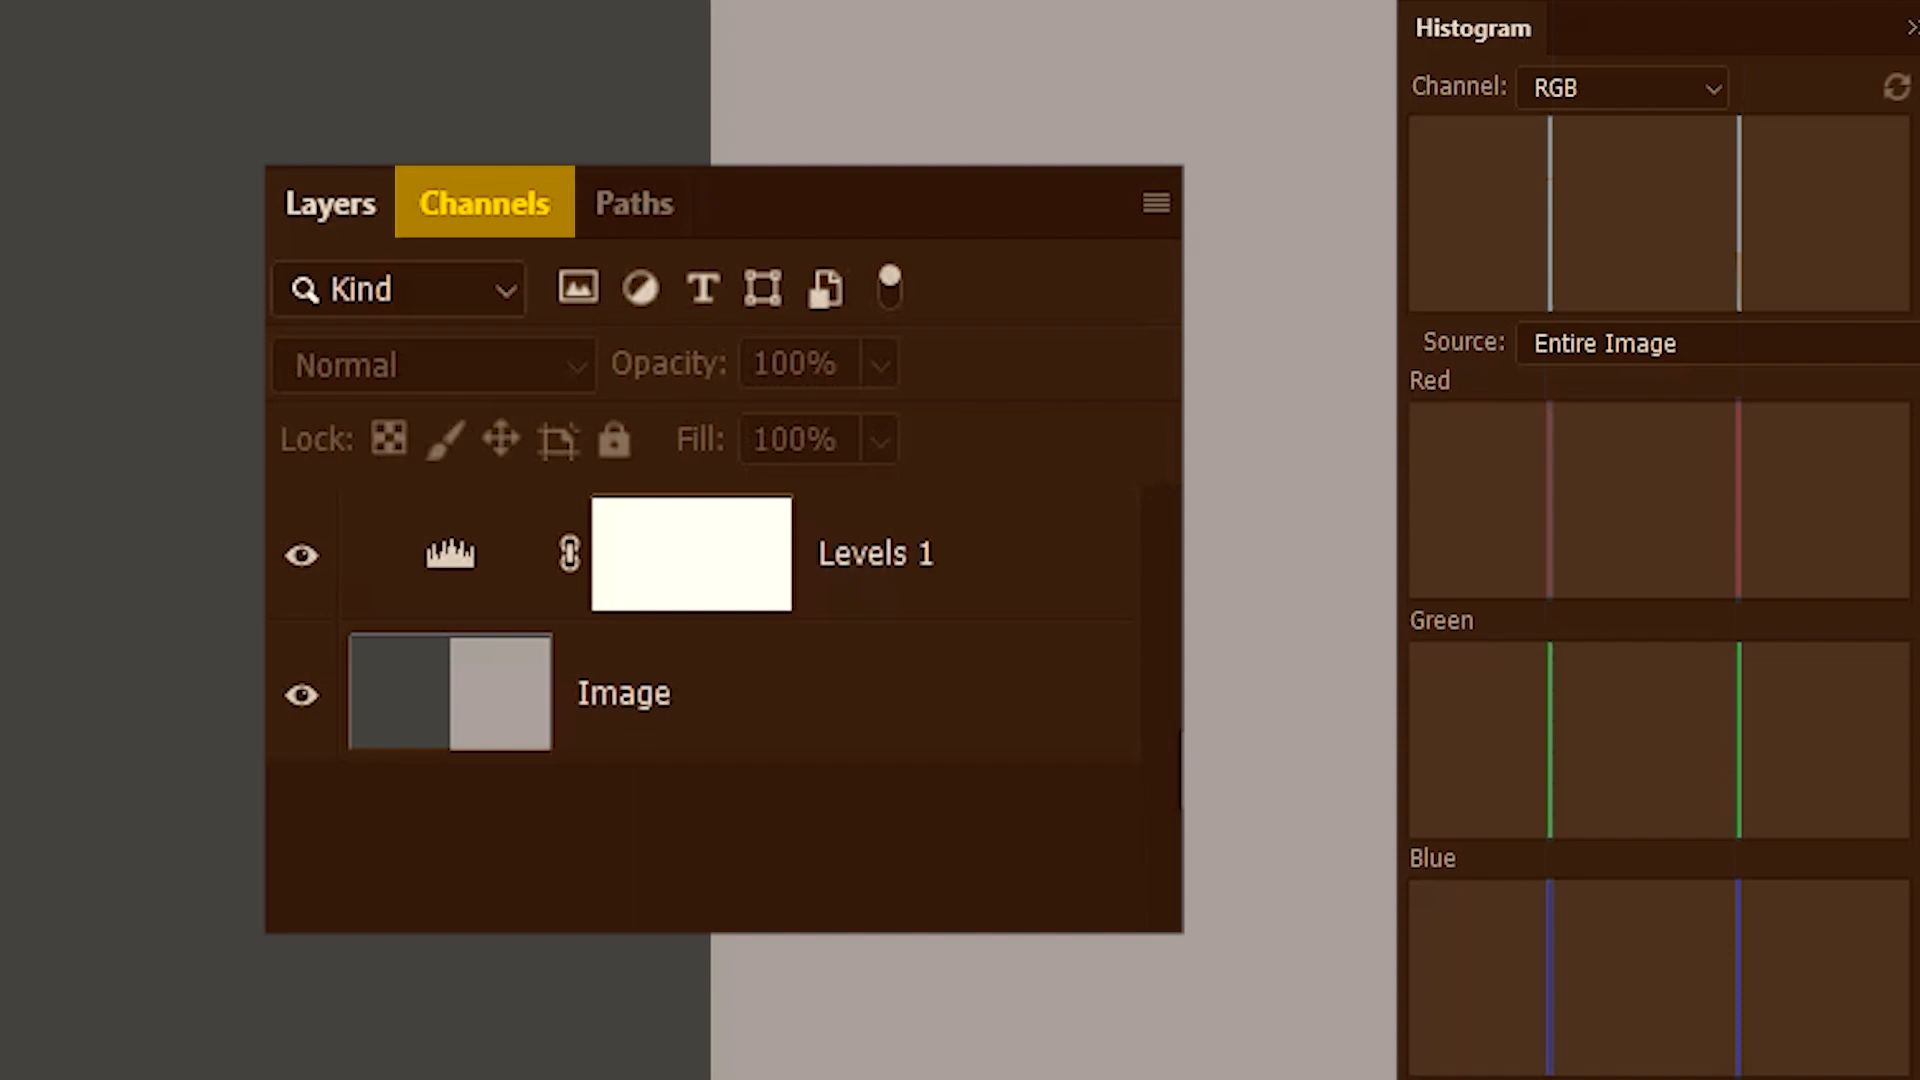 Layers Channels Paths
Kind
Normal Opacity: 100%
Lock: Fill: 100%
Levels 1
Image
Histogram
Channel: RGB
Source: Entire Image
Red
Green
Blue